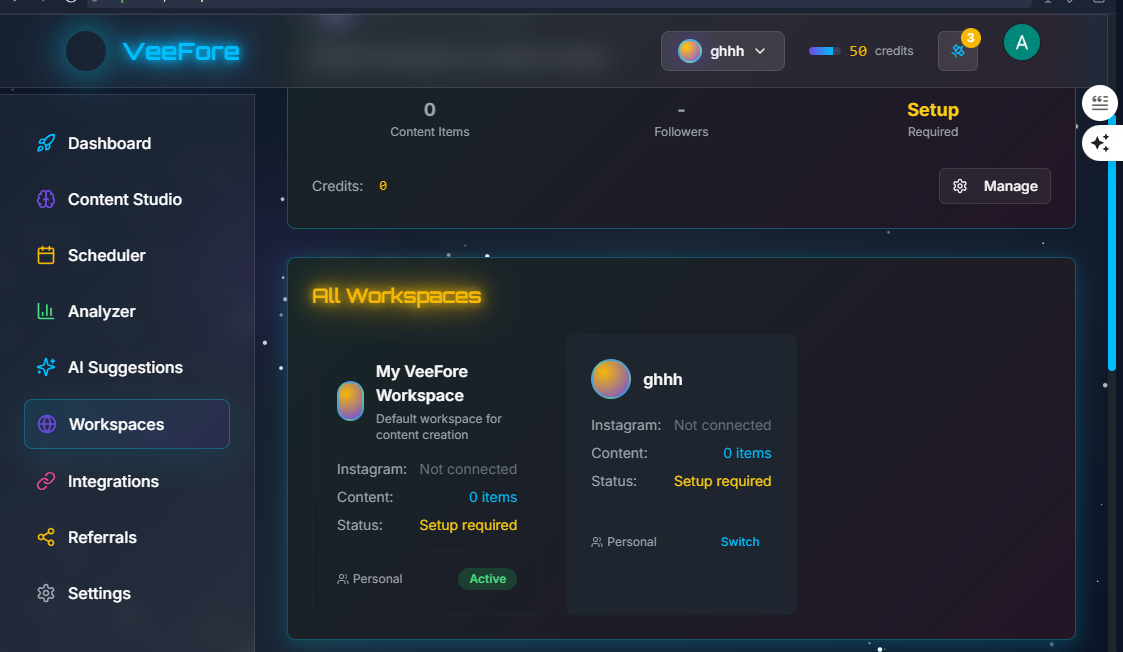 VeeFore
ghhh
50 credits
3
A
Dashboard
Content Studio
Scheduler
Analyzer
AI Suggestions
Workspaces
Integrations
Referrals
Settings
0
Content Items
-
Followers
Setup
Required
Credits: 0
Manage
All Workspaces
My VeeFore
Workspace
Default workspace for
content creation
Instagram: Not connected
Content: 0 items
Status: Setup required
Personal
Active
ghhh
Instagram: Not connected
Content: 0 items
Status: Setup required
Personal
Switch